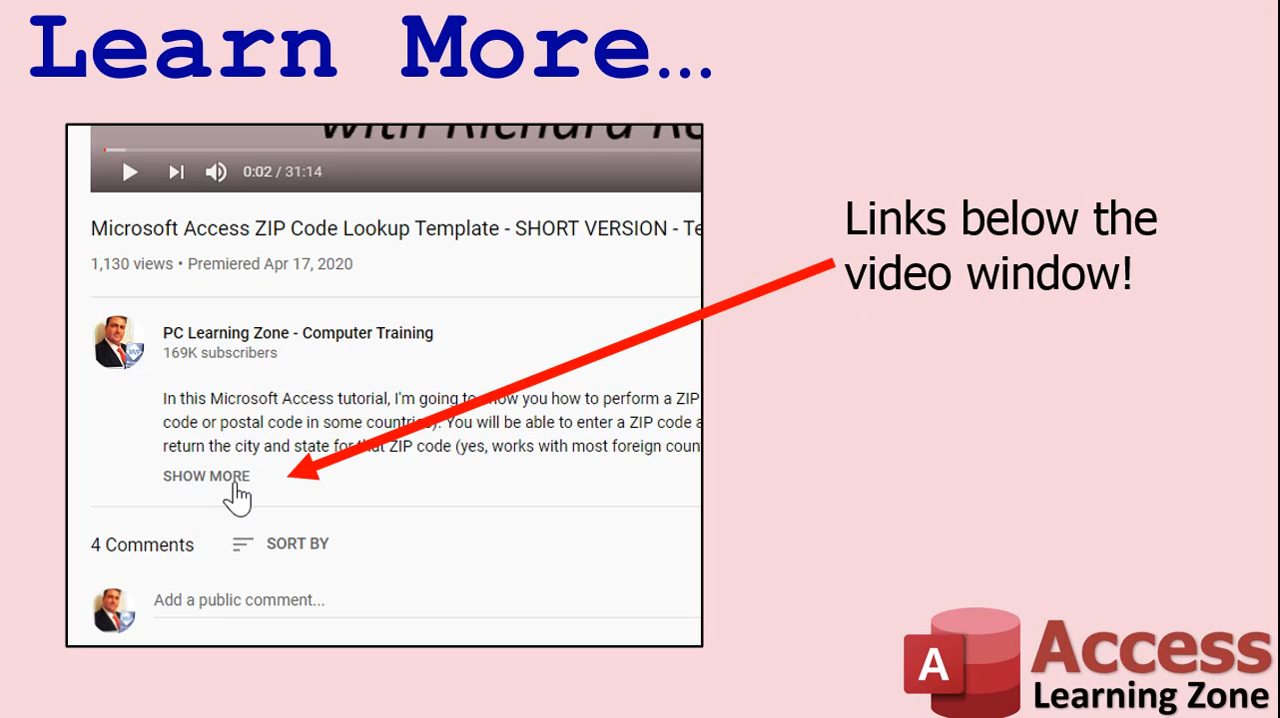 Learn More...
with Richard
0:02 / 31:14
Microsoft Access ZIP Code Lookup Template - SHORT VERSION -
1,130 views • Premiered Apr 17, 2020
PC Learning Zone - Computer Training
169K subscribers
In this Microsoft Access tutorial, I'm going to show you how to perform a ZIP
code or postal code in some countries). You will be able to enter a ZIP code
return the city and state for that ZIP code (yes, works with most foreign
SHOW MORE
4 Comments
SORT BY
Add a public comment...
Links below the
video window!
A
Access
Learning Zone